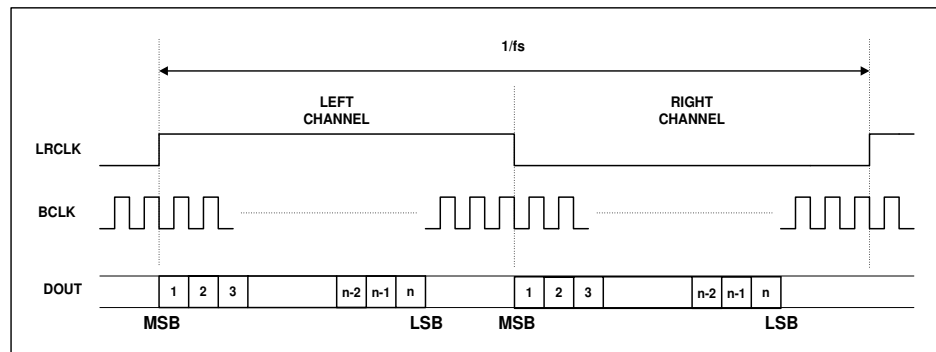 1/fs
LEFT CHANNEL
RIGHT CHANNEL
LRCLK
BCLK
DOUT
1 2 3 n-2 n-1 n 1 2 3 n-2 n-1 n
MSB LSB MSB LSB